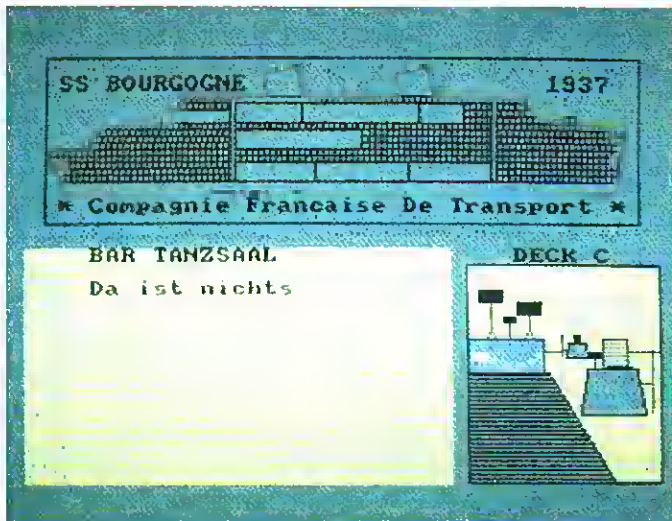 SS BOURGOGNE 1937
* Compagnie Francaise De Transport *
BAR TANZSAAL
Da ist nichts
DECK C